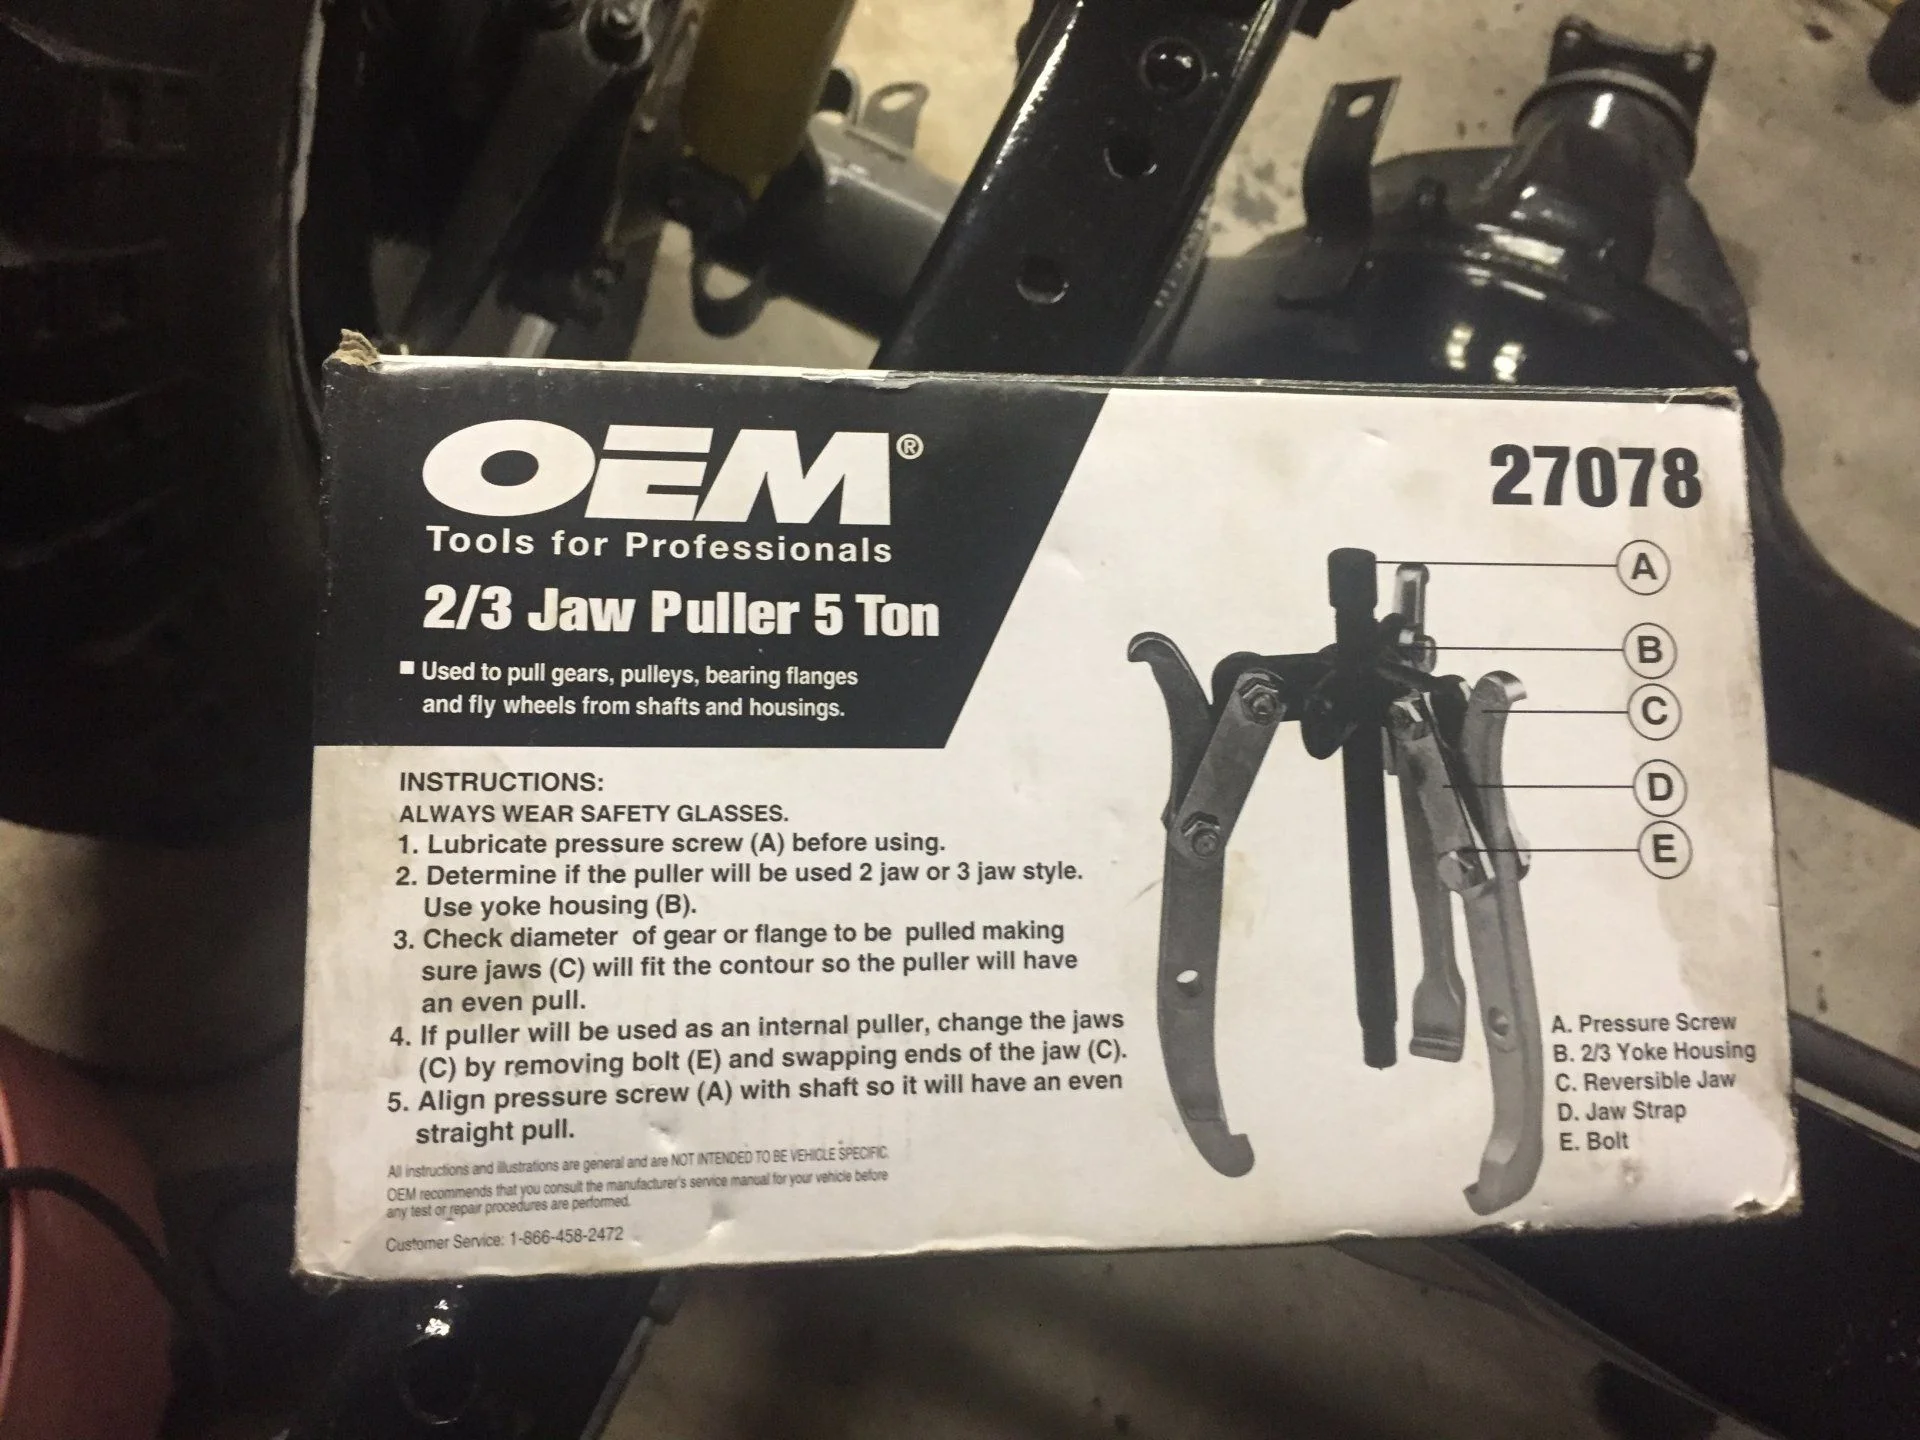 OEM®
Tools for Professionals
2/3 Jaw Puller 5 Ton
■ Used to pull gears, pulleys, bearing flanges
and fly wheels from shafts and housings.
27078
A
B
C
D
E
INSTRUCTIONS:
ALWAYS WEAR SAFETY GLASSES.
1. Lubricate pressure screw (A) before using.
2. Determine if the puller will be used 2 jaw or 3 jaw style.
Use yoke housing (B).
3. Check diameter of gear or flange to be pulled making
sure jaws (C) will fit the contour so the puller will have
an even pull.
4. If puller will be used as an internal puller, change the jaws
(C) by removing bolt (E) and swapping ends of the jaw (C).
5. Align pressure screw (A) with shaft so it will have an even
straight pull.
All instructions and illustrations are general and are NOT INTENDED TO BE VEHICLE SPECIFIC.
OEM recommends that you consult the manufacturer's service manual for your vehicle before
any test or repair procedures are performed.
Customer Service: 1-866-458-2472
A. Pressure Screw
B. 2/3 Yoke Housing
C. Reversible Jaw
D. Jaw Strap
E. Bolt